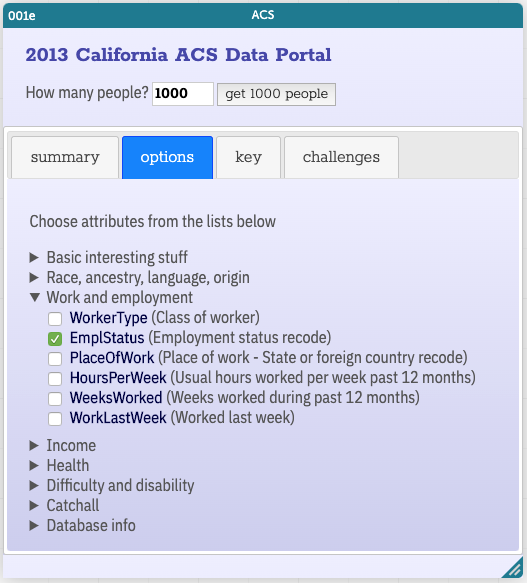 001e
ACS
2013 California ACS Data Portal
How many people? 1000 get 1000 people
summary options key challenges
Choose attributes from the lists below
Basic interesting stuff
Race, ancestry, language, origin
Work and employment
WorkerType (Class of worker)
EmplStatus (Employment status recode)
PlaceOfWork (Place of work - State or foreign country recode)
HoursPerWeek (Usual hours worked per week past 12 months)
WeeksWorked (Weeks worked during past 12 months)
WorkLastWeek (Worked last week)
Income
Health
Difficulty and disability
Catchall
Database info